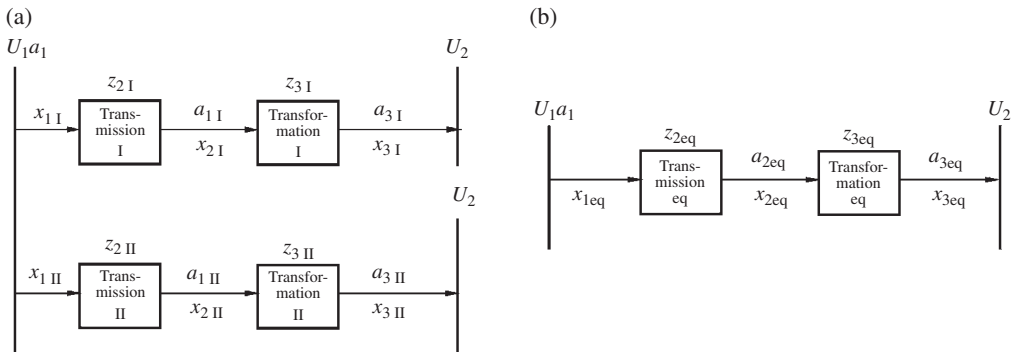 (a)
U₁a₁ U₂
z₂ I z₃ I
x₁ I Trans- a₁ I Transfor- a₃ I
mission x₂ I mation x₃ I
I I
U₂
z₂ II z₃ II
x₁ II Trans- a₁ II Transfor- a₃ II
mission x₂ II mation x₃ II
II II
(b)
U₁a₁ U₂
z₂eq z₃eq
Trans- a₂eq Transfor- a₃eq
x₁eq mission x₂eq mation x₃eq
eq eq